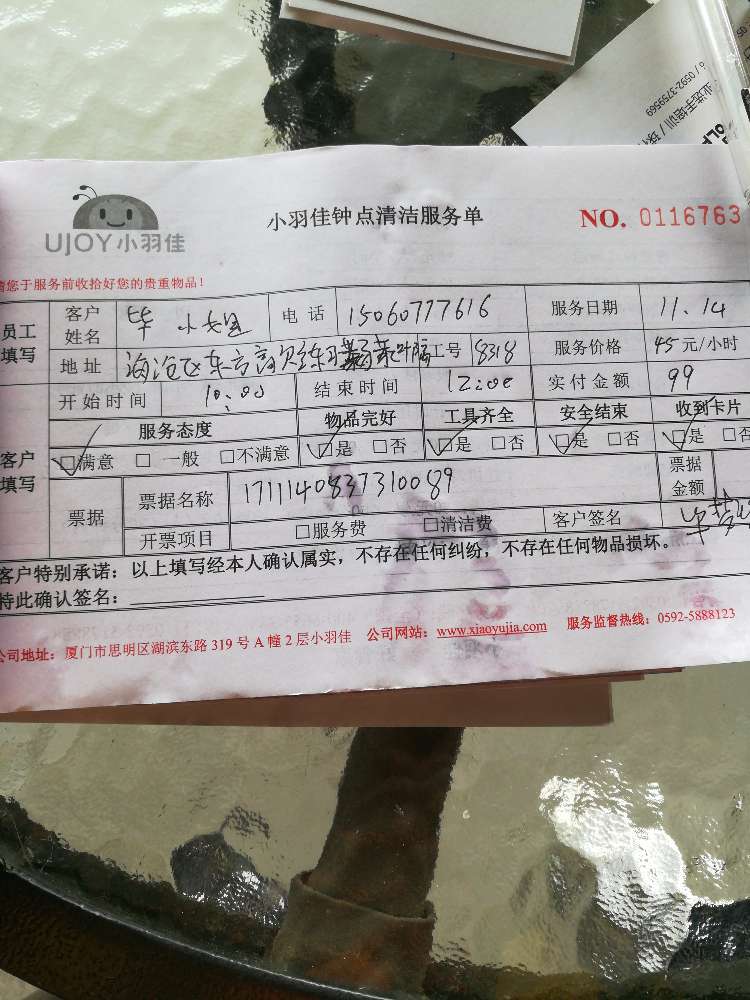 0592-3759569
UJOY小羽佳
小羽佳钟点清洁服务单
NO. 0116763
请您于服务前收拾好您的贵重物品！
员工填写
客户姓名 毕小姐 电话 15060777616 服务日期 11.14
地址 海沧区 工号 8318 服务价格 45元/小时
开始时间 10:00 结束时间 12:00 实付金额 99
服务态度 物品完好 工具齐全 安全结束 收到卡片
客户填写
□满意 □一般 □不满意 □是 □否 □是 □否 □是 □否 □是 □否
票据 票据名称 17111408373100089 票据金额
开票项目 □服务费 □清洁费 客户签名 毕
客户特别承诺：以上填写经本人确认属实，不存在任何纠纷，不存在任何物品损坏。
特此确认签名：
公司地址：厦门市思明区湖滨东路319号A幢2层小羽佳 公司网站：www.xiaoyujia.com 服务监督热线：0592-5888123